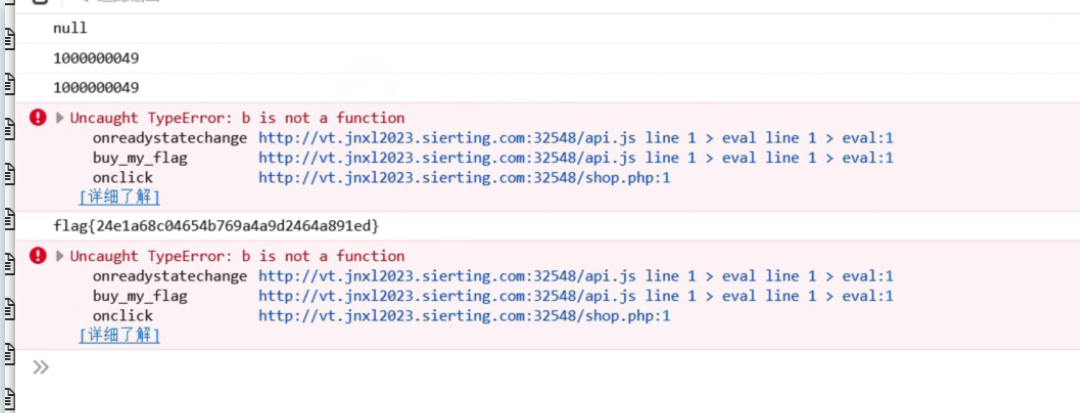 null
1000000049
1000000049
Uncaught TypeError: b is not a function
onreadystatechange http://vt.jnxl2023.sierting.com:32548/api.js line 1 > eval line 1 > eval:1
buy_my_flag http://vt.jnxl2023.sierting.com:32548/api.js line 1 > eval line 1 > eval:1
onclick http://vt.jnxl2023.sierting.com:32548/shop.php:1
[详细了解]
flag{24e1a68c04654b769a4a9d2464a891ed}
Uncaught TypeError: b is not a function
onreadystatechange http://vt.jnxl2023.sierting.com:32548/api.js line 1 > eval line 1 > eval:1
buy_my_flag http://vt.jnxl2023.sierting.com:32548/api.js line 1 > eval line 1 > eval:1
onclick http://vt.jnxl2023.sierting.com:32548/shop.php:1
[详细了解]